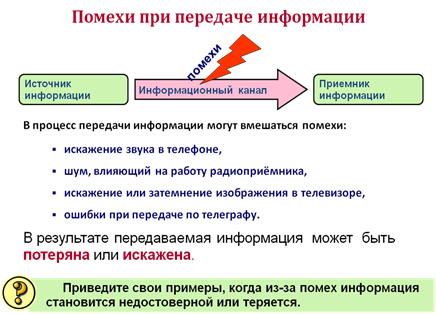 Помехи при передаче информации
помехи
Источник
информации
Информационный канал
Приемник
информации
В процесс передачи информации могут вмешаться помехи:
▪ искажение звука в телефоне,
▪ шум, влияющий на работу радиоприёмника,
▪ искажение или затемнение изображения в телевизоре,
▪ ошибки при передаче по телеграфу.
В результате передаваемая информация может быть
потеряна или искажена.
?
Приведите свои примеры, когда из-за помех информация
становится недостоверной или теряется.